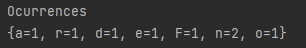 Ocurrences
{a=1, r=1, d=1, e=1, F=1, n=2, o=1}